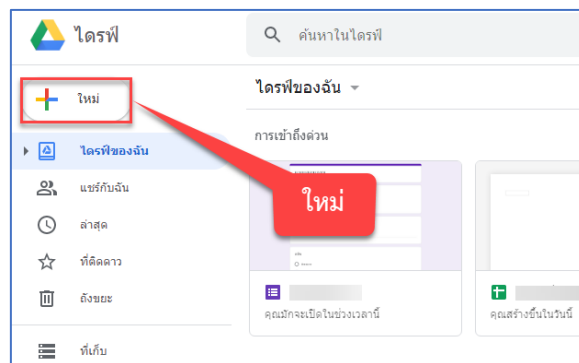 ไดรฟ์
ค้นหาในไดรฟ์
ใหม่
ไดรฟ์ของฉัน
ไดรฟ์ของฉัน
การเข้าถึงด่วน
แชร์กับฉัน
ล่าสุด
ที่ติดดาว
ถังขยะ
ที่เก็บ
ใหม่
คุณมักจะเปิดในช่วงเวลานี้
คุณสร้างขึ้นในวันนี้